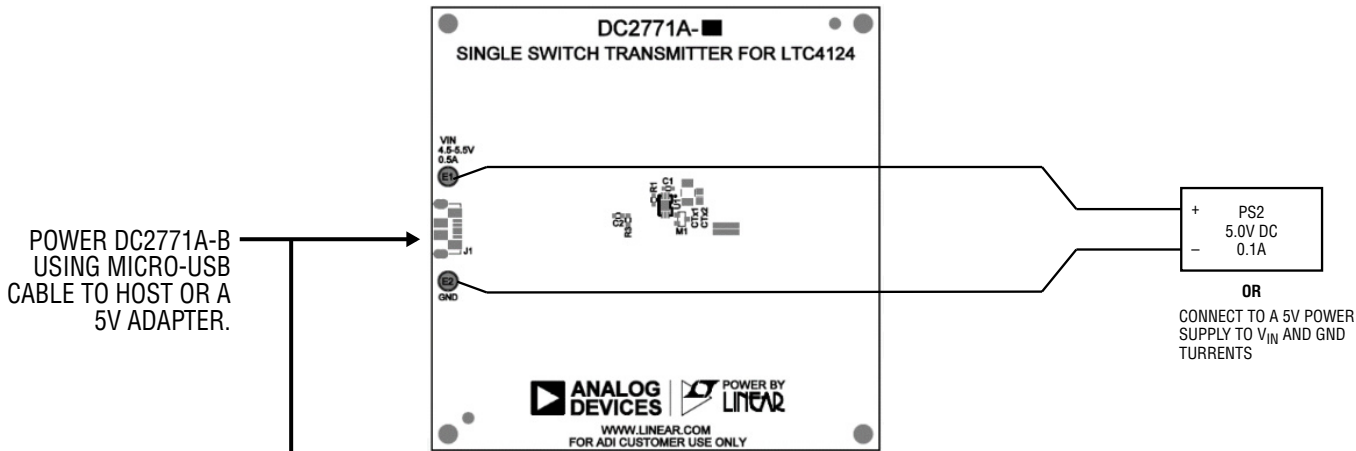 DC2771A-
SINGLE SWITCH TRANSMITTER FOR LTC4124
VIN
4.5-5.5V
0.5A
E1
J1
E2
GND
R1
C1
U1
C2
R3
M1
CTx1
CTx2
POWER DC2771A-B
USING MICRO-USB
CABLE TO HOST OR A
5V ADAPTER.
+ PS2
5.0V DC
– 0.1A
OR
CONNECT TO A 5V POWER
SUPPLY TO VIN AND GND
TURRENTS
ANALOG
DEVICES
POWER BY
LINEAR
WWW.LINEAR.COM
FOR ADI CUSTOMER USE ONLY